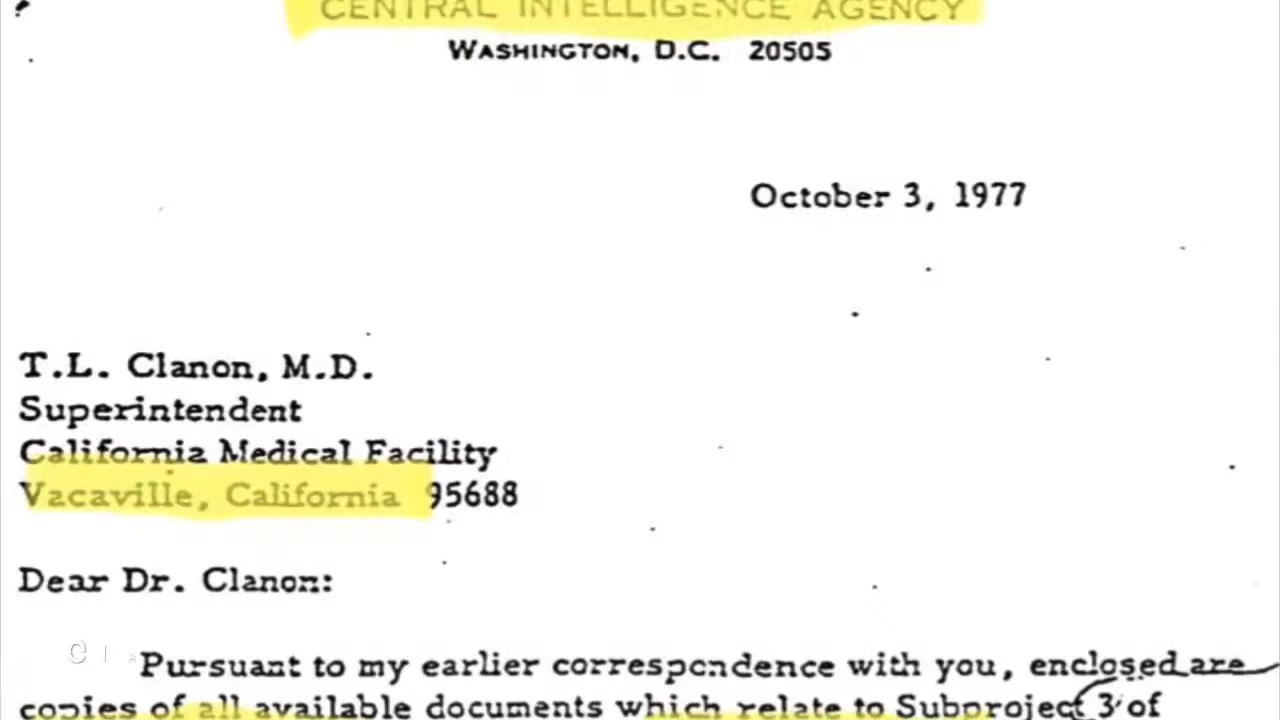 CENTRAL INTELLIGENCE AGENCY
WASHINGTON, D.C. 20505
October 3, 1977
T.L. Clanon, M.D.
Superintendent
California Medical Facility
Vacaville, California 95688
Dear Dr. Clanon:
C I A
Pursuant to my earlier correspondence with you, enclosed are
copies of all available documents which relate to Subproject 3 of